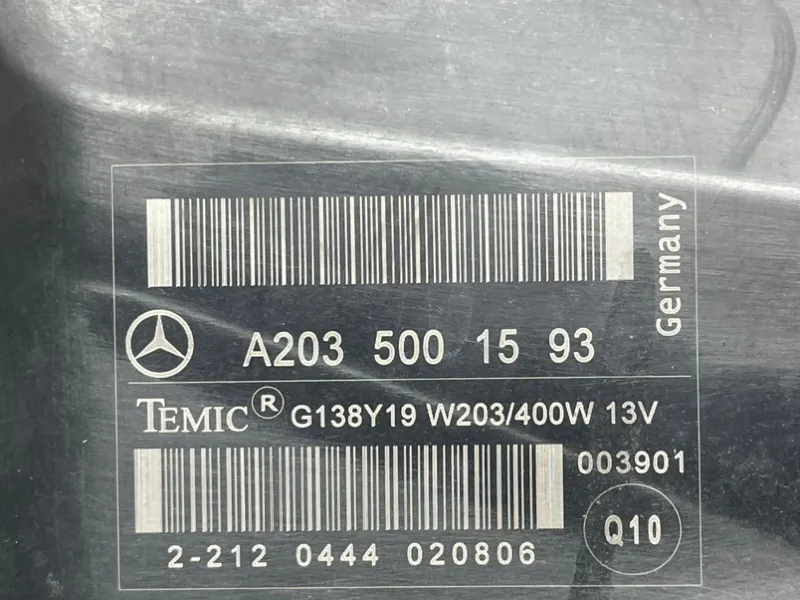 Germany
A203 500 15 93
TEMIC® G138Y19 W203/400W 13V
003901
2-212 0444 020806
Q10